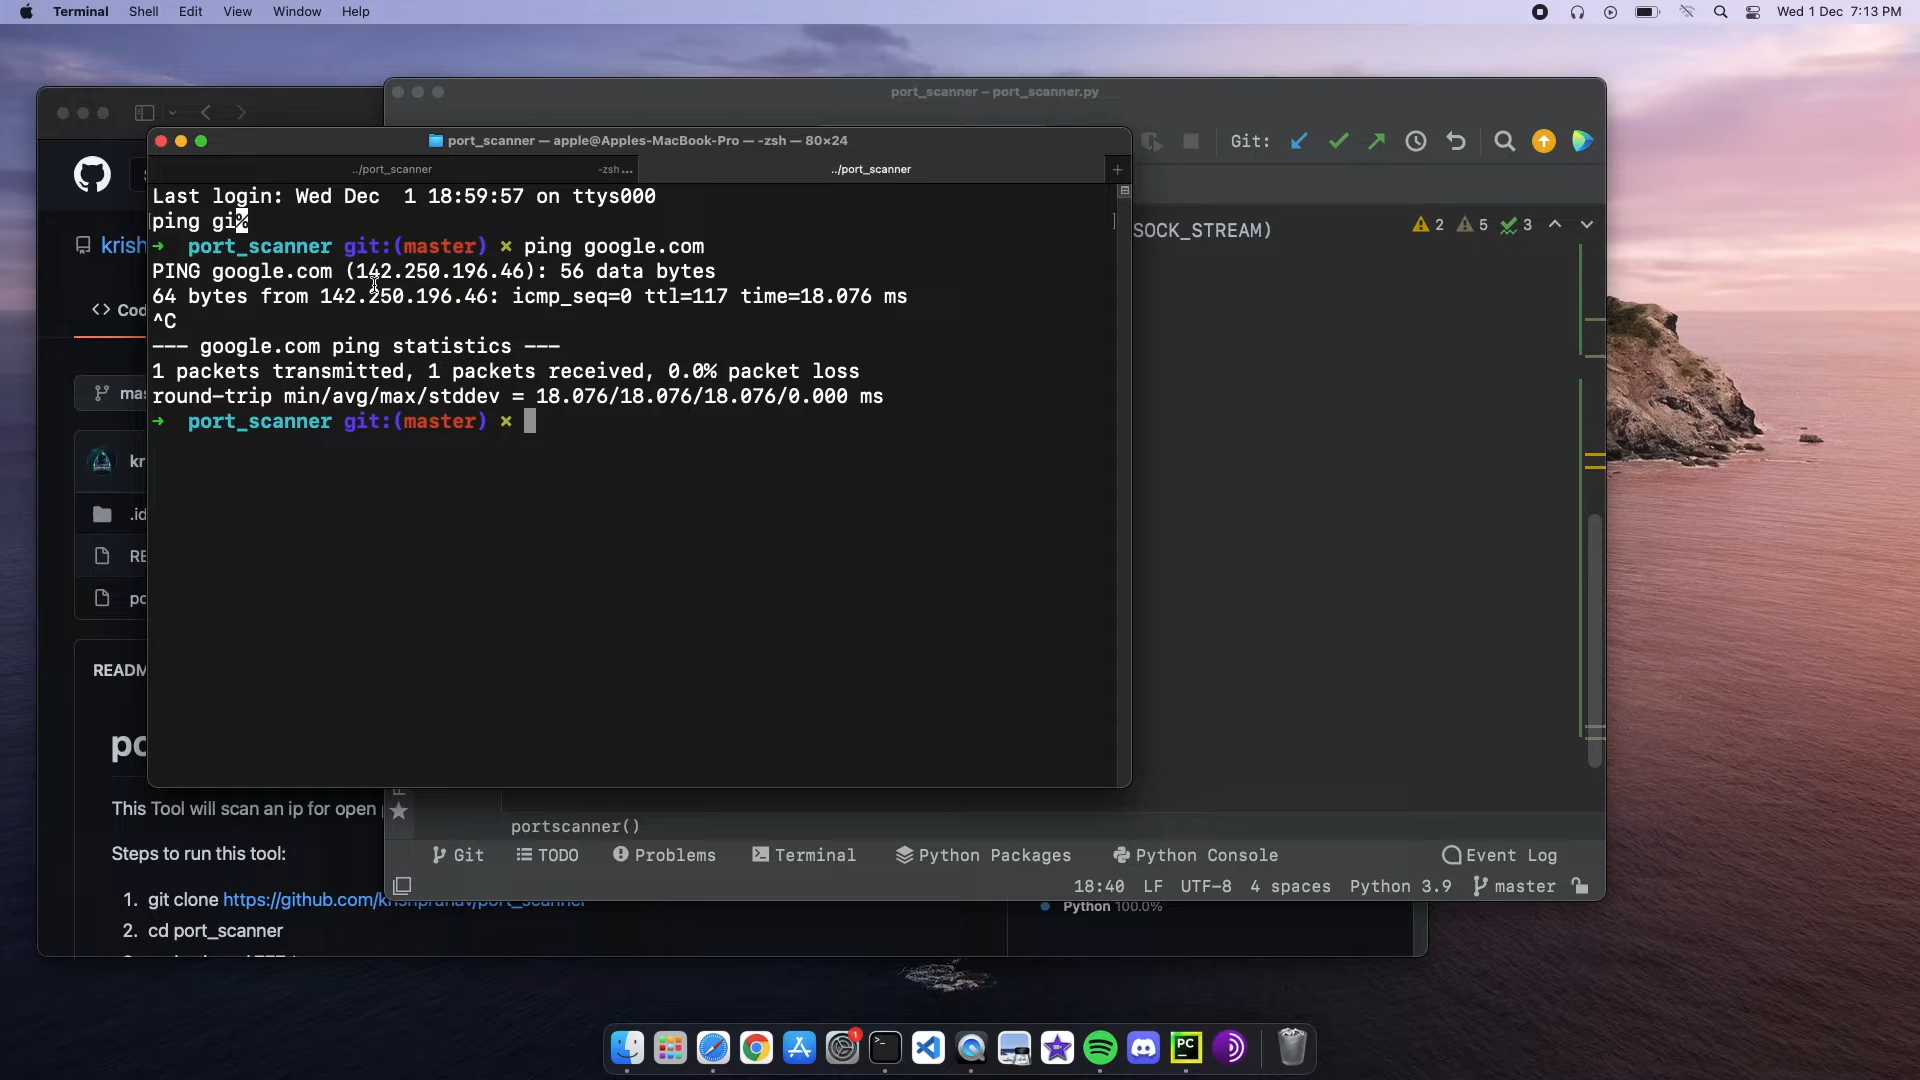 Terminal Shell Edit View Window Help
Wed 1 Dec 7:13 PM
port_scanner – port_scanner.py
port_scanner — apple@Apples-MacBook-Pro — -zsh — 80×24
Git:
../port_scanner -zsh...
../port_scanner
Last login: Wed Dec  1 18:59:57 on ttys000
ping gi%
➜ port_scanner git:(master) ✗ ping google.com
PING google.com (142.250.196.46): 56 data bytes
64 bytes from 142.250.196.46: icmp_seq=0 ttl=117 time=18.076 ms
^C
--- google.com ping statistics ---
1 packets transmitted, 1 packets received, 0.0% packet loss
round-trip min/avg/max/stddev = 18.076/18.076/18.076/0.000 ms
➜ port_scanner git:(master) ✗
SOCK_STREAM)
2 5 3
krish
<> Cod
mas
kr
.id
RE
po
READM
po
This Tool will scan an ip for open
Steps to run this tool:
1. git clone https://github.com/krishpranav/port_scanner
2. cd port_scanner
portscanner()
Git TODO Problems Terminal Python Packages Python Console Event Log
18:40 LF UTF-8 4 spaces Python 3.9 master
Python 100.0%
1
PC